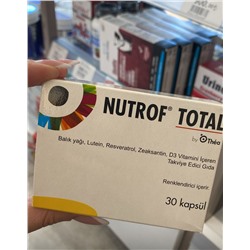 NUTROF® TOTAL
by Théa
Balık yağı, Lutein, Resveratrol, Zeaksantin, D3 Vitamini İçeren
Takviye Edici Gıda
Renklendirici içerir
30 kapsül